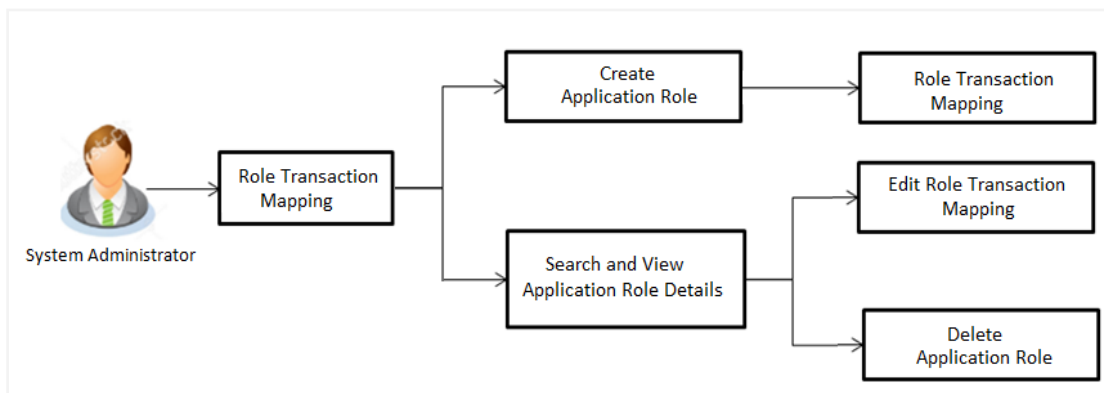 Create
Application Role
Role Transaction
Mapping
Role Transaction
Mapping
System Administrator
Edit Role Transaction
Mapping
Search and View
Application Role Details
Delete
Application Role